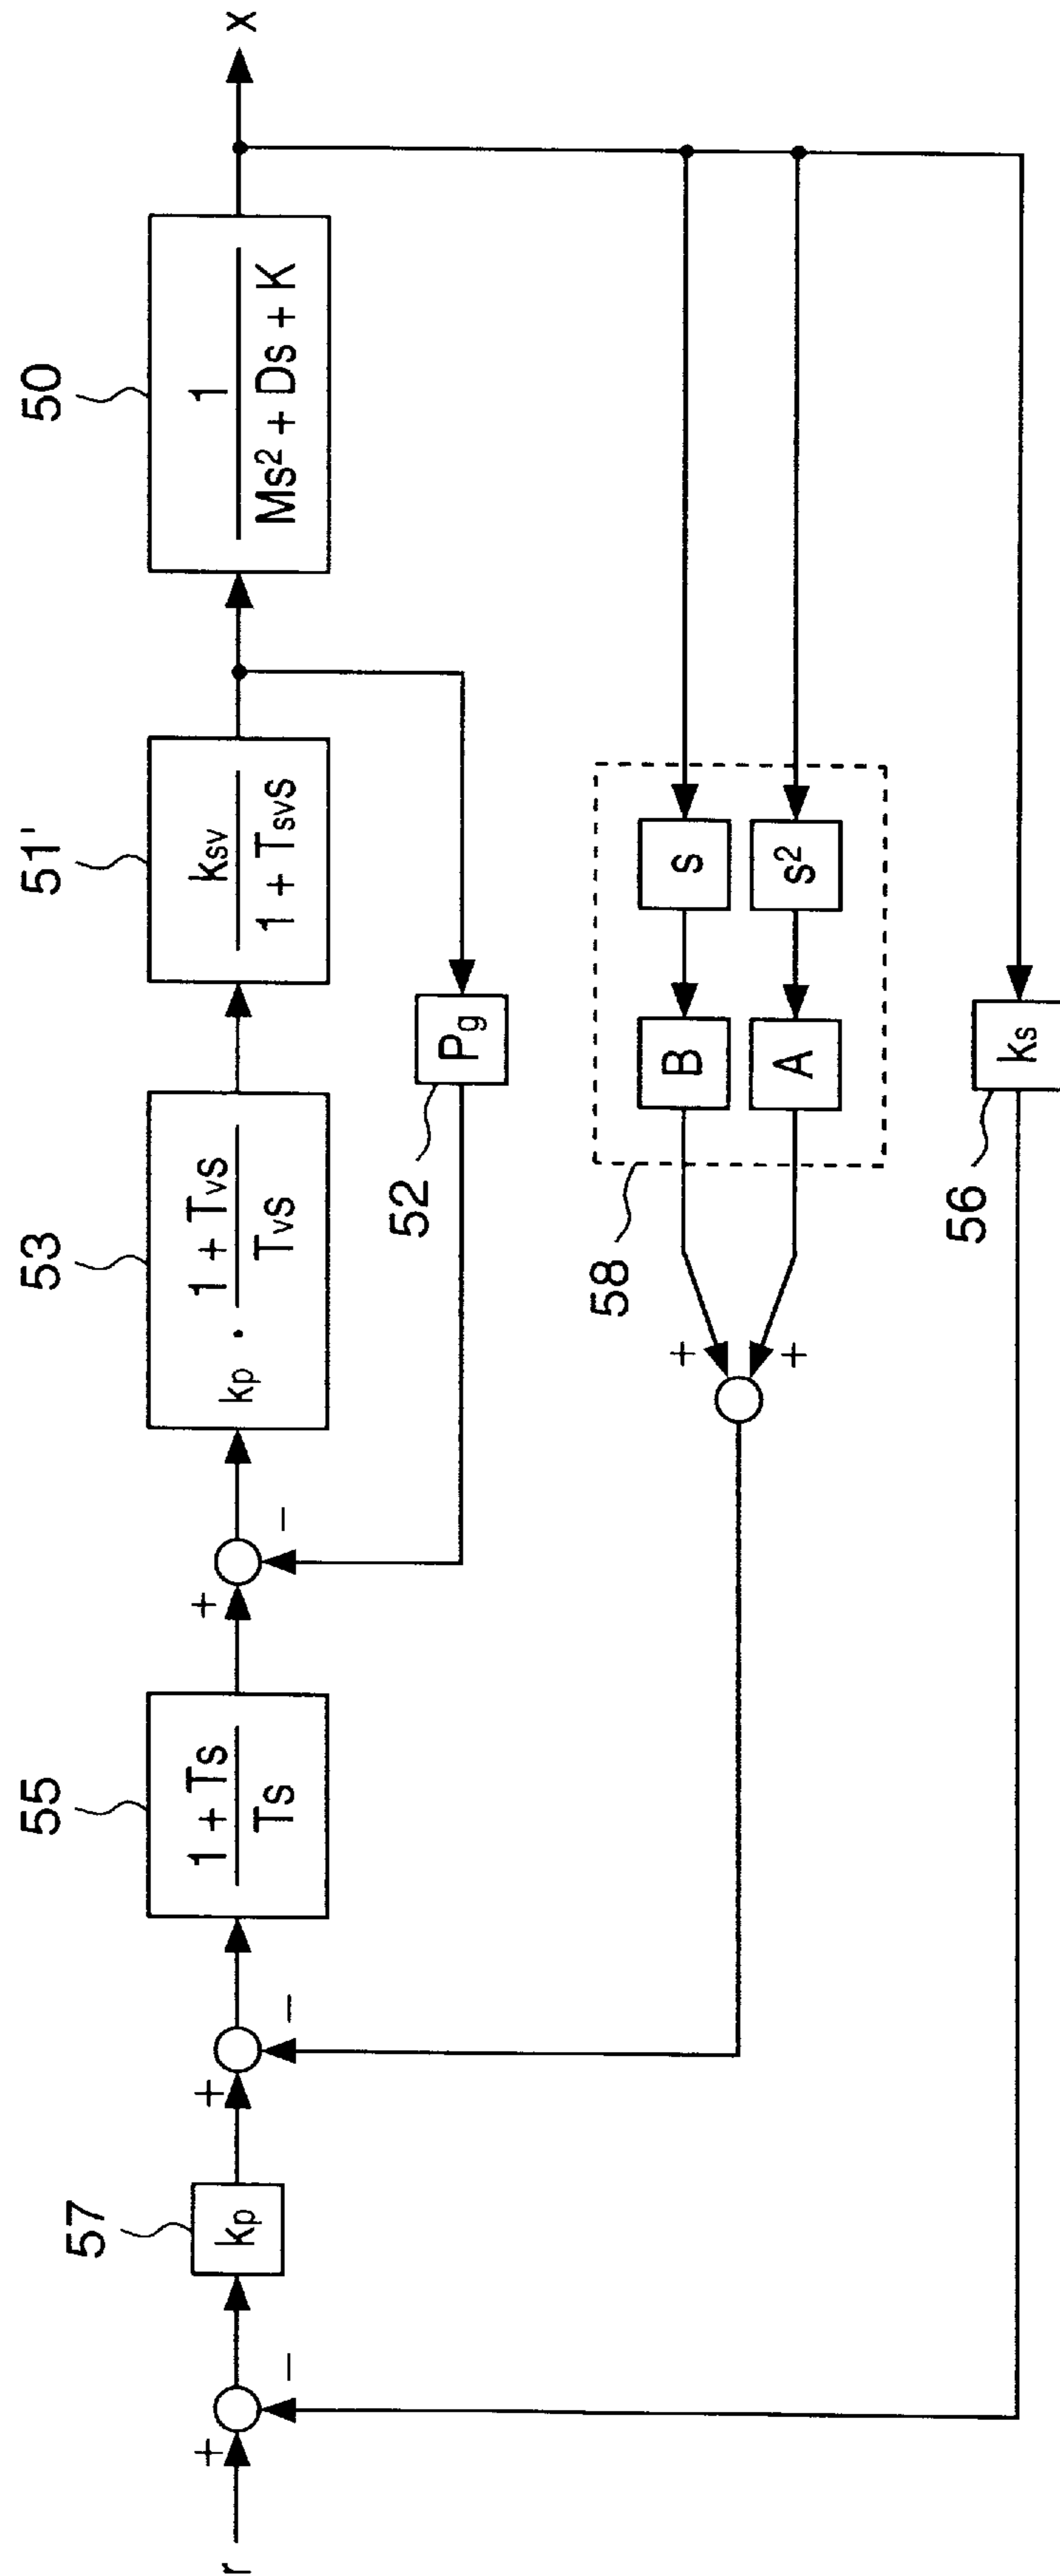 r
+
−
57
kp
+
−
55
1 + Ts
Ts
+
−
53
kp · 1 + Tvs
Tvs
51'
ksv
1 + Tsvs
50
1
Ms² + Ds + K
x
52
Pg
58
+
+
B
s
A
s²
56
ks